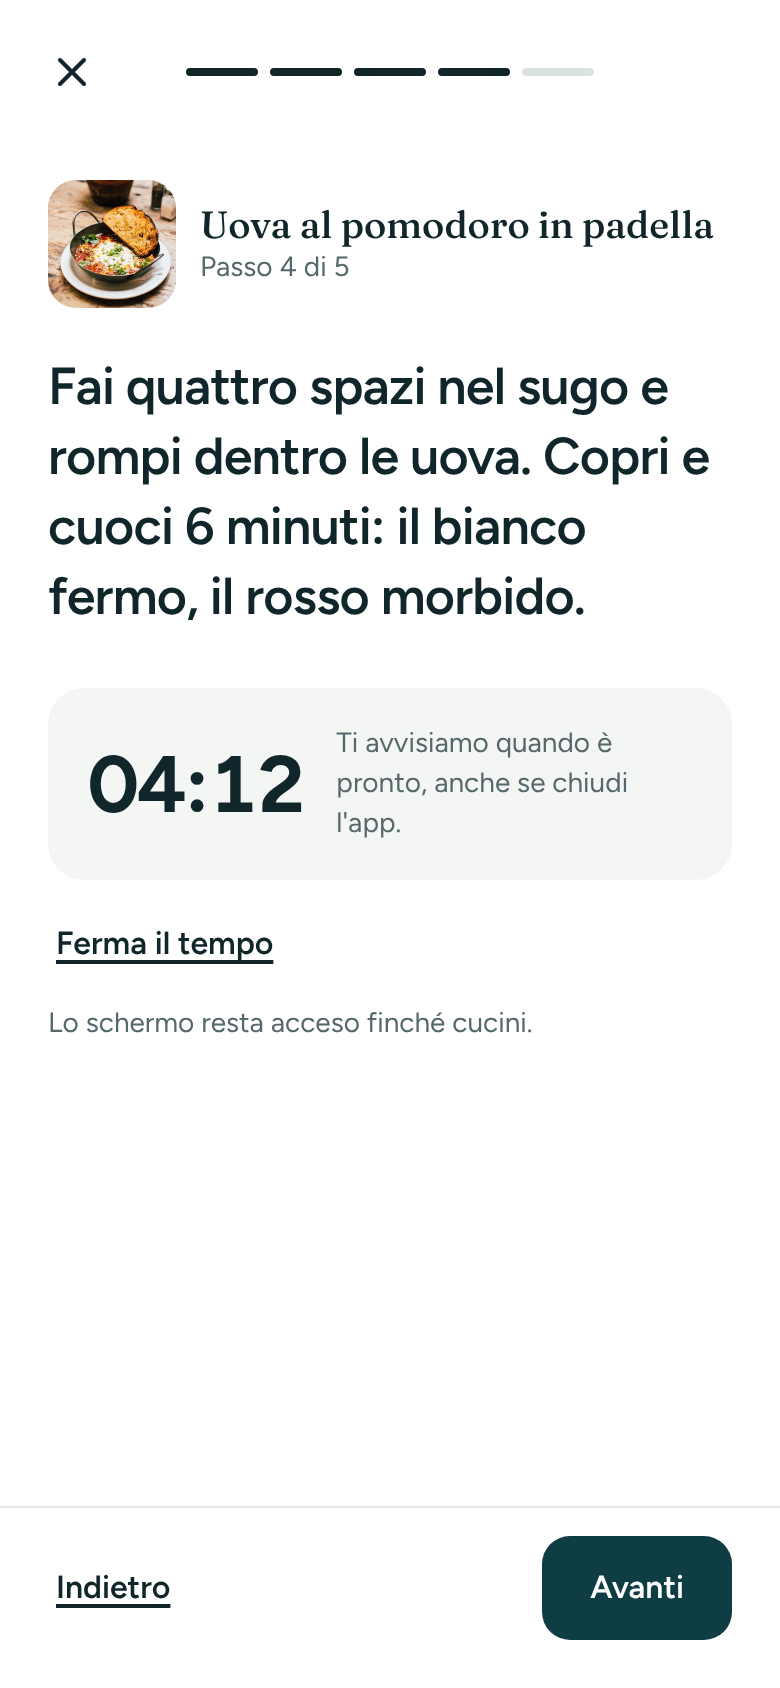 Uova al pomodoro in padella
Passo 4 di 5
Fai quattro spazi nel sugo e
rompi dentro le uova. Copri e
cuoci 6 minuti: il bianco
fermo, il rosso morbido.
04:12
Ti avvisiamo quando è
pronto, anche se chiudi
l'app.
Ferma il tempo
Lo schermo resta acceso finché cucini.
Indietro
Avanti